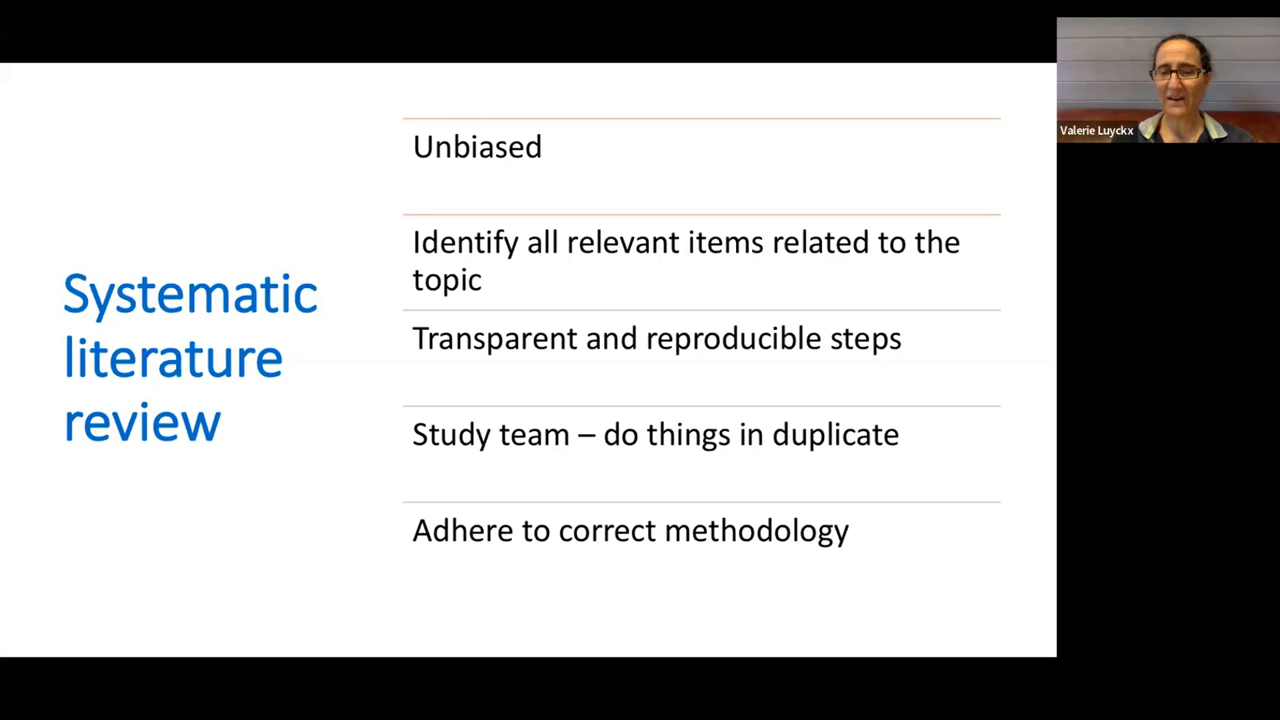 Systematic
literature
review
Unbiased
Identify all relevant items related to the
topic
Transparent and reproducible steps
Study team – do things in duplicate
Adhere to correct methodology
Valerie Luyckx